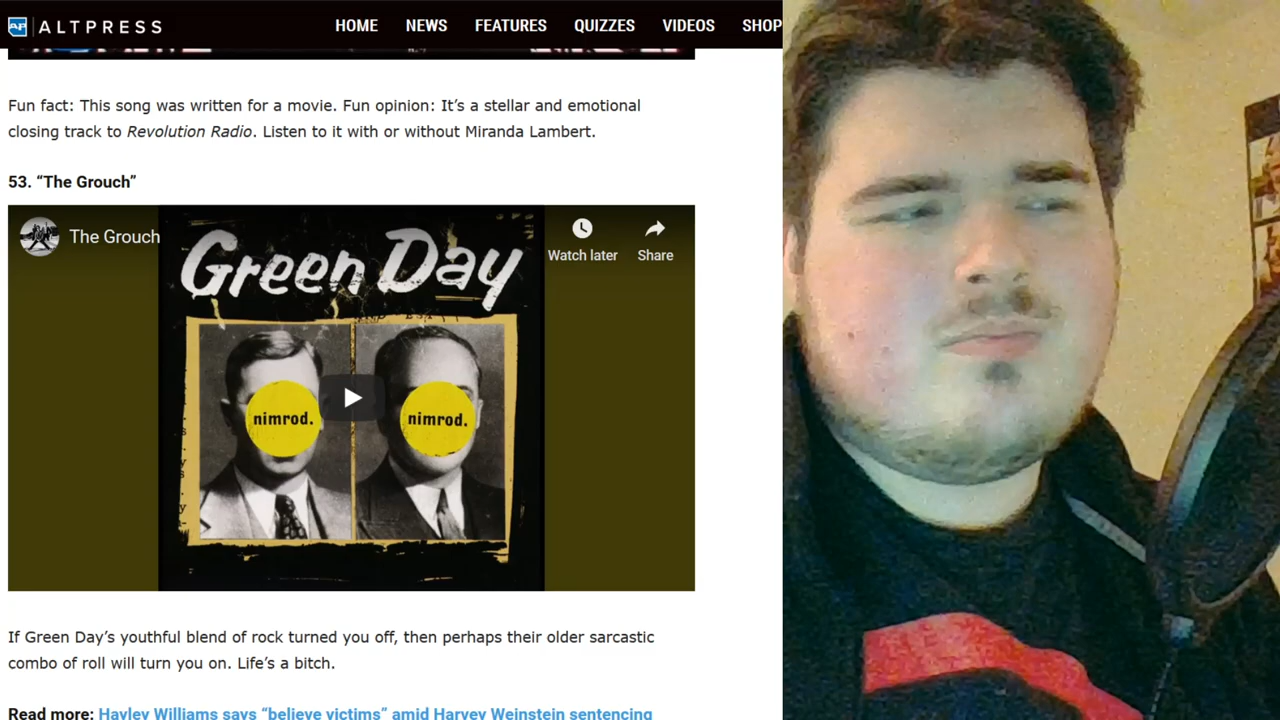 AP ALTPRESS HOME NEWS FEATURES QUIZZES VIDEOS SHOP
Fun fact: This song was written for a movie. Fun opinion: It’s a stellar and emotional
closing track to Revolution Radio. Listen to it with or without Miranda Lambert.
53. “The Grouch”
The Grouch
Watch later
Share
Green Day
nimrod.
nimrod.
If Green Day’s youthful blend of rock turned you off, then perhaps their older sarcastic
combo of roll will turn you on. Life’s a bitch.
Read more: Hayley Williams says “believe victims” amid Harvey Weinstein sentencing